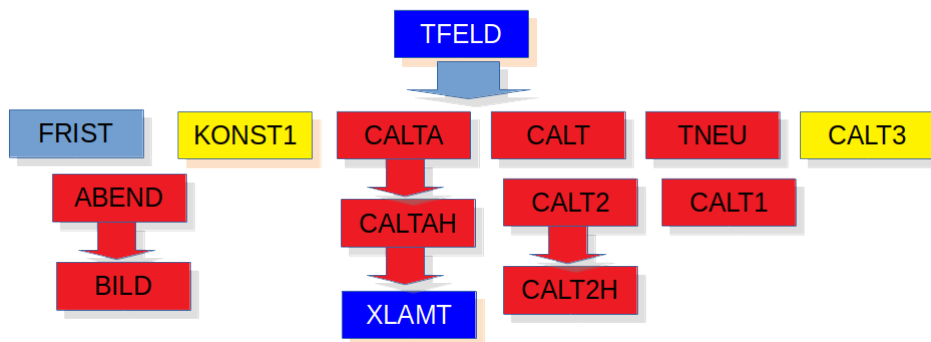 TFELD
FRIST
KONST1
CALTA
CALT
TNEU
CALT3
ABEND
CALTAH
CALT2
CALT1
BILD
XLAMT
CALT2H